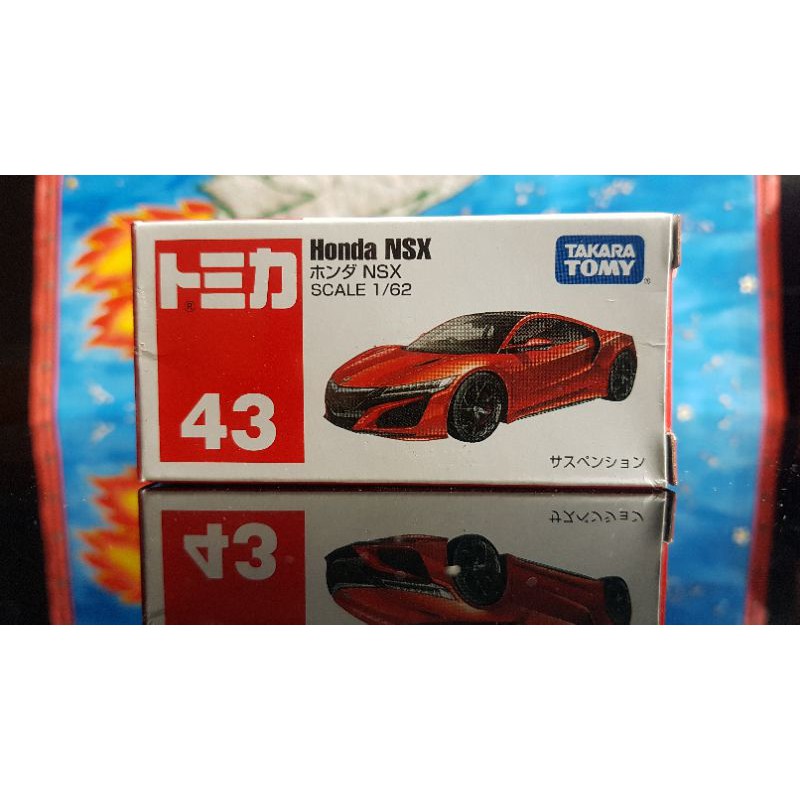 トミカ
®
43
Honda NSX
ホンダ NSX
SCALE 1/62
TAKARA
TOMY
®
サスペンション